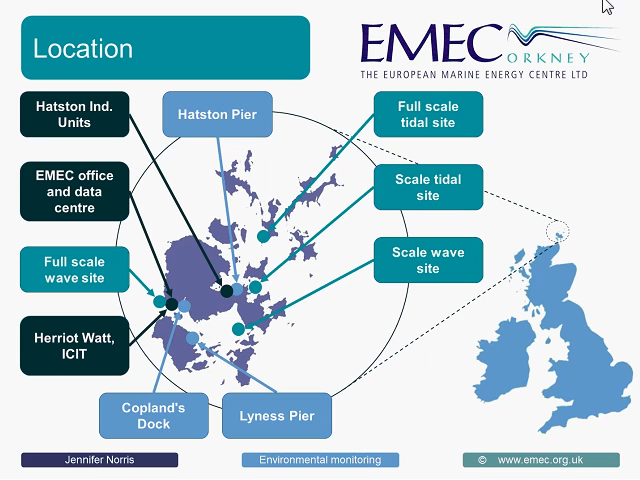 Location
EMEC
ORKNEY
THE EUROPEAN MARINE ENERGY CENTRE LTD
Hatston Ind.
Units
Hatston Pier
Full scale
tidal site
EMEC office
and data
centre
Scale tidal
site
Full scale
wave site
Scale wave
site
Herriot Watt,
ICIT
Copland's
Dock
Lyness Pier
Jennifer Norris
Environmental monitoring
© www.emec.org.uk